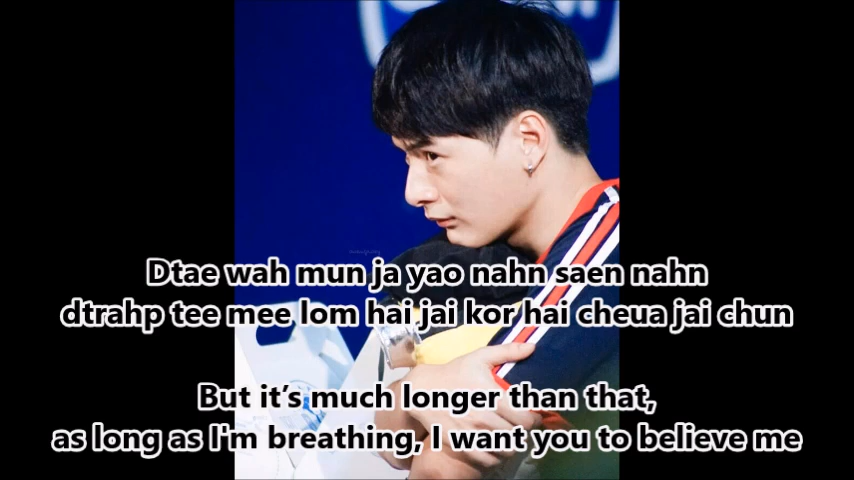 Dtae wah mun ja yao nahn saen nahn
dtrahp tee mee lom hai jai kor hai cheua jai chun
But it’s much longer than that,
as long as I'm breathing, I want you to believe me